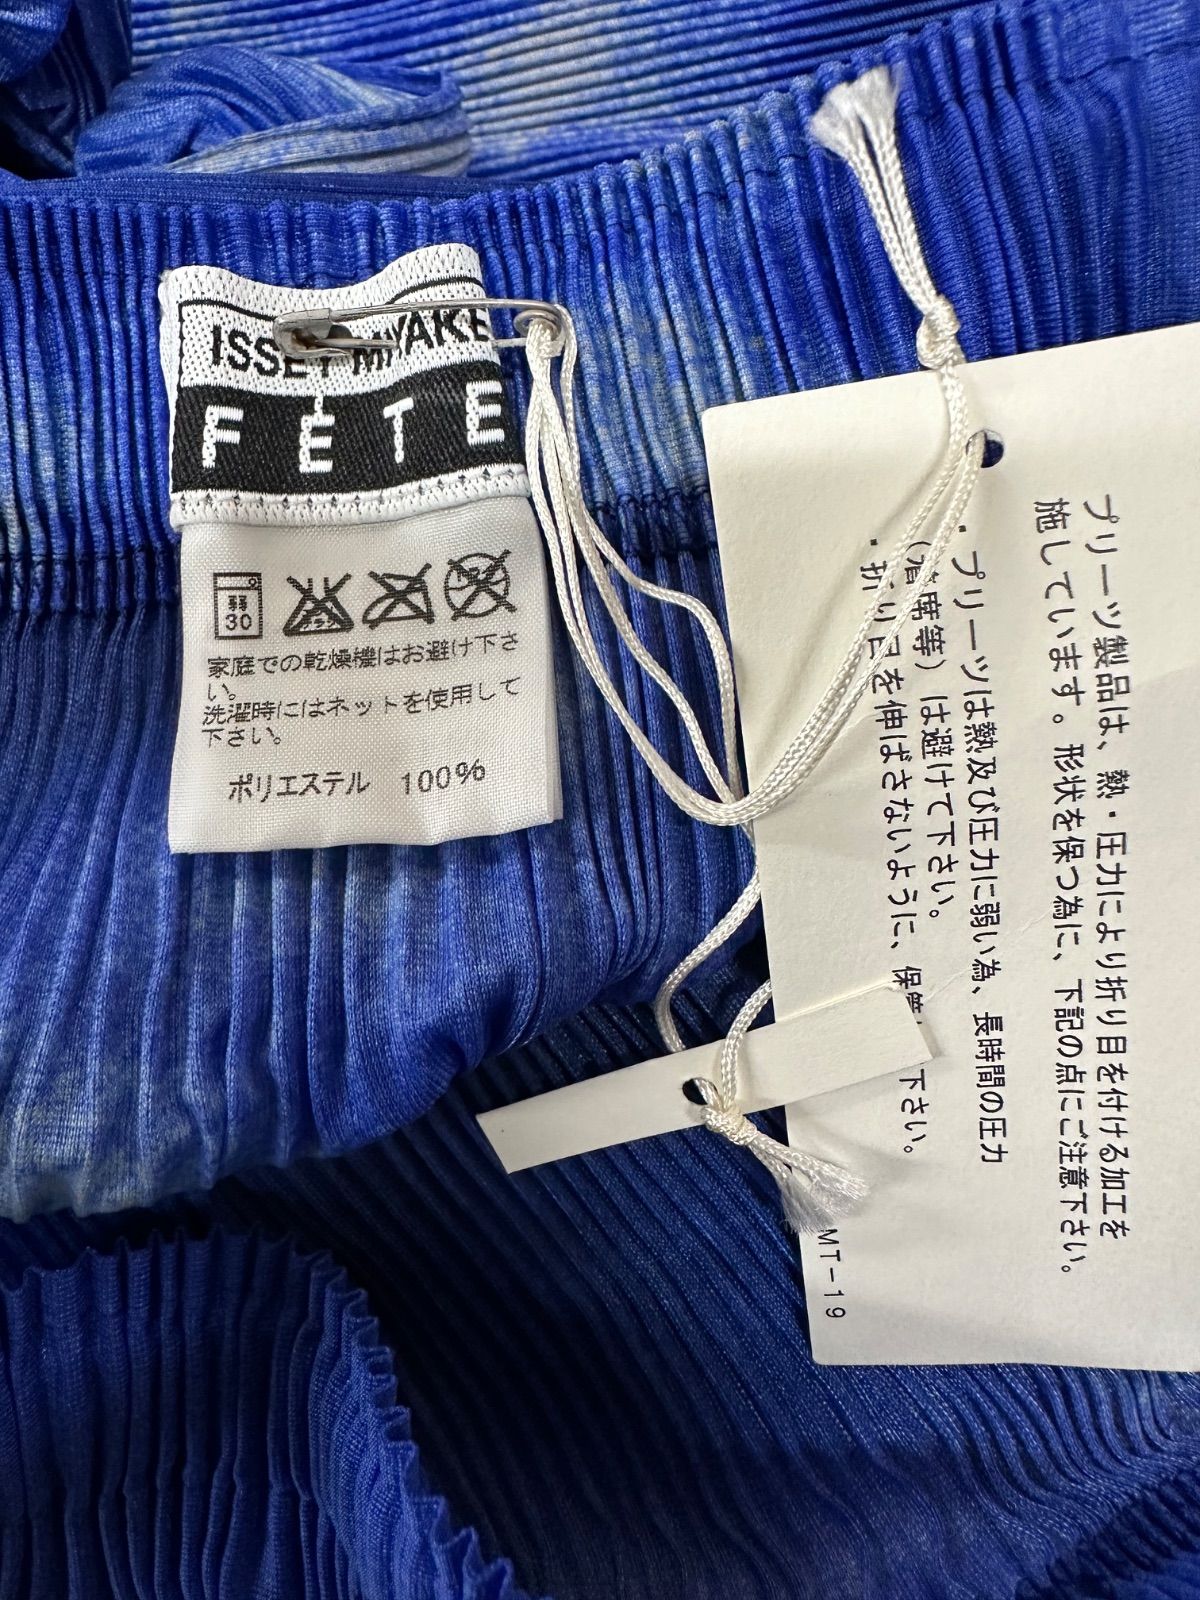 ISSEY MIYAKE
FÊTE
弱
30
家庭での乾燥機はお避け下さ
い。
洗濯時にはネットを使用して
下さい。
ポリエステル 100%
プリーツ製品は、熱・圧力により折り目を付ける加工を
施しています。形状を保つ為に、下記の点にご注意下さい。
・プリーツは熱及び圧力に弱い為、長時間の圧力
(着席等)は避けて下さい。
・折り目を伸ばさないように、保管 下さい。
MT-19